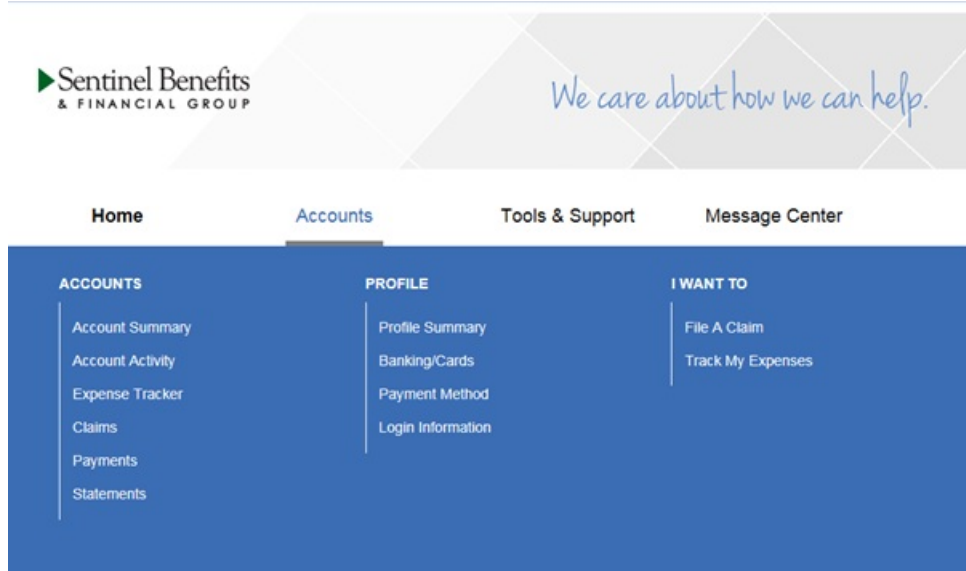 Sentinel Benefits
& FINANCIAL GROUP
We care about how we can help.
Home Accounts Tools & Support Message Center
ACCOUNTS
Account Summary
Account Activity
Expense Tracker
Claims
Payments
Statements
PROFILE
Profile Summary
Banking/Cards
Payment Method
Login Information
I WANT TO
File A Claim
Track My Expenses